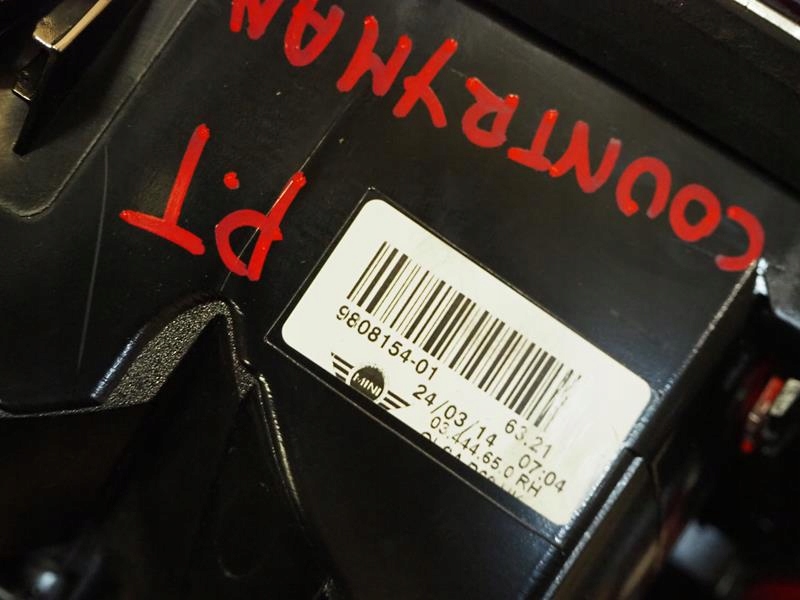 COUNTRYMAN
P.T
9808154-01
MINI
63.21
24/03/14 07:04
03.444.65.0 RH